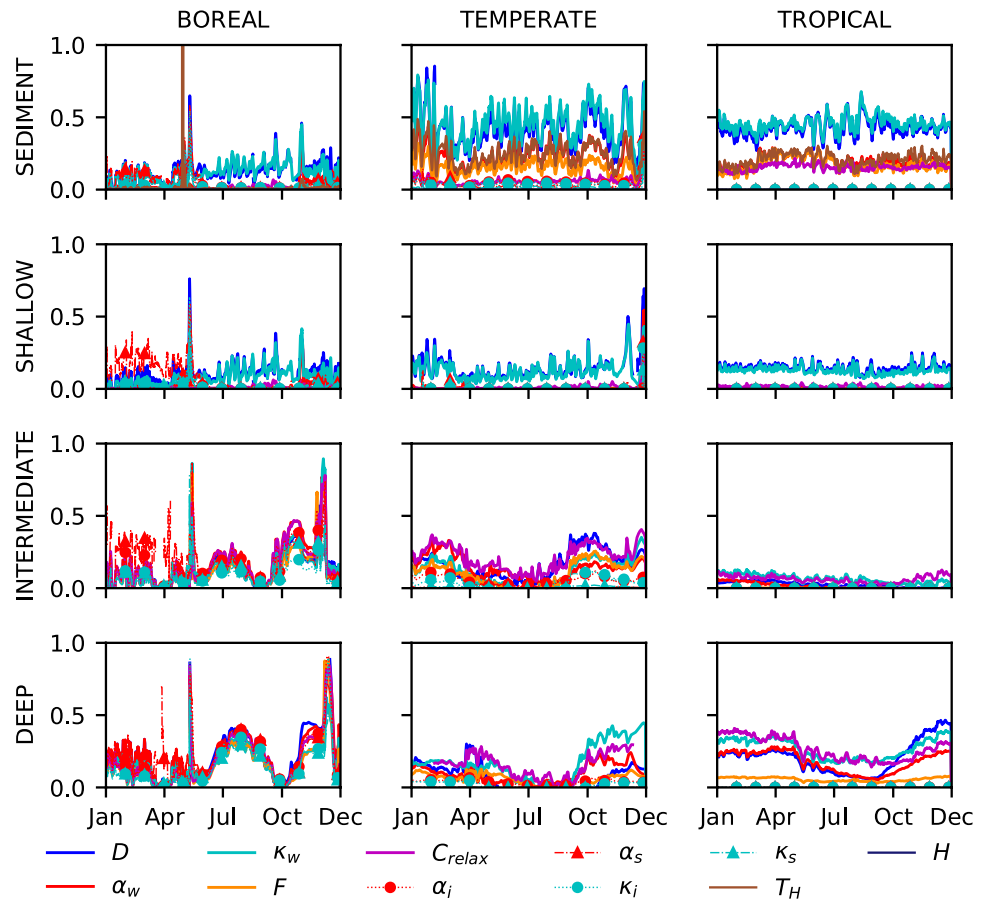 BOREAL TEMPERATE TROPICAL
SEDIMENT
1.0
0.5
0.0
SHALLOW
1.0
0.5
0.0
INTERMEDIATE
1.0
0.5
0.0
DEEP
1.0
0.5
0.0
Jan Apr Jul Oct Dec Jan Apr Jul Oct Dec Jan Apr Jul Oct Dec
D κw Crelax αs κs H
αw F αi κi TH